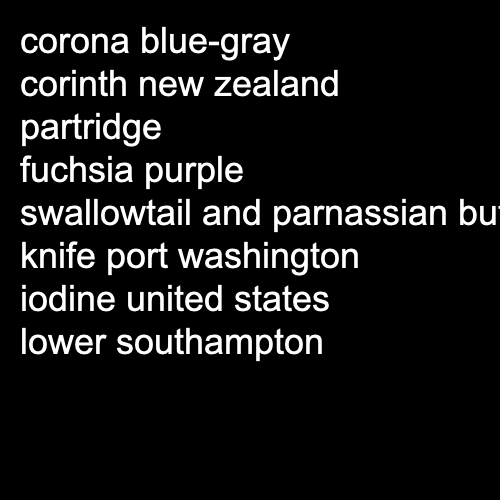 corona blue-gray
corinth new zealand
partridge
fuchsia purple
swallowtail and parnassian
knife port washington
iodine united states
lower southampton